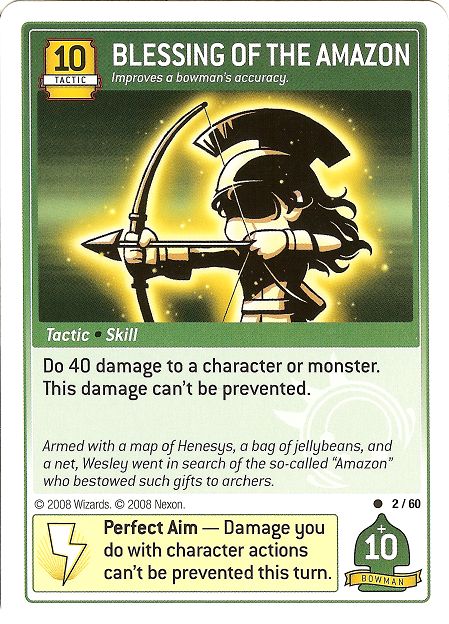 10
TACTIC
BLESSING OF THE AMAZON
Improves a bowman's accuracy.
Tactic • Skill
Do 40 damage to a character or monster.
This damage can't be prevented.
Armed with a map of Henesys, a bag of jellybeans, and
a net, Wesley went in search of the so-called “Amazon”
who bestowed such gifts to archers.
© 2008 Wizards. © 2008 Nexon.
● 2 / 60
Perfect Aim — Damage you
do with character actions
can't be prevented this turn.
+
10
BOWMAN